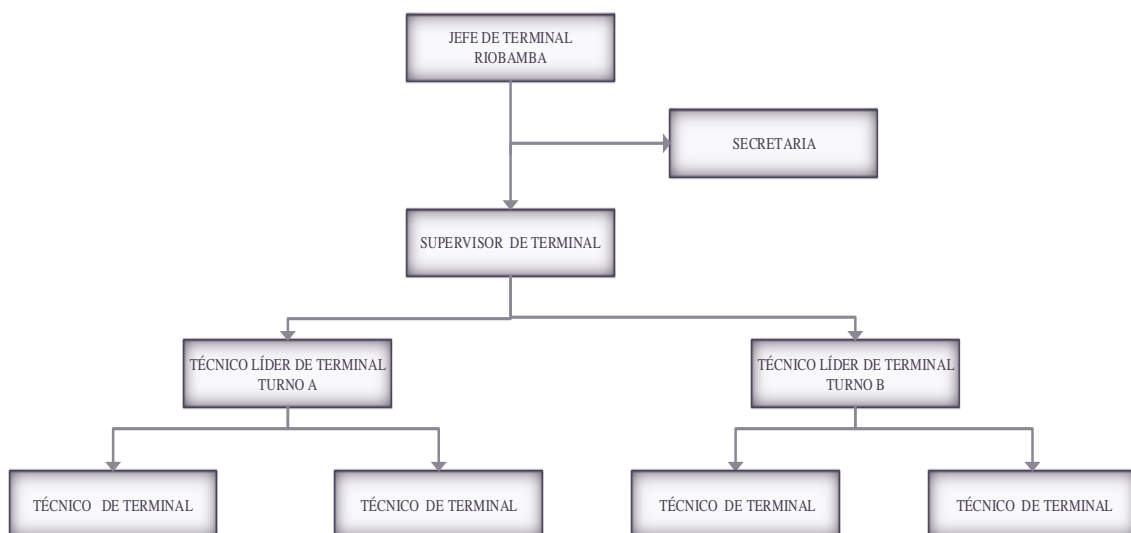 JEFE DE TERMINAL
RIOBAMBA
SECRETARIA
SUPERVISOR DE TERMINAL
TÉCNICO LÍDER DE TERMINAL
TURNO A
TÉCNICO LÍDER DE TERMINAL
TURNO B
TÉCNICO DE TERMINAL
TÉCNICO DE TERMINAL
TÉCNICO DE TERMINAL
TÉCNICO DE TERMINAL